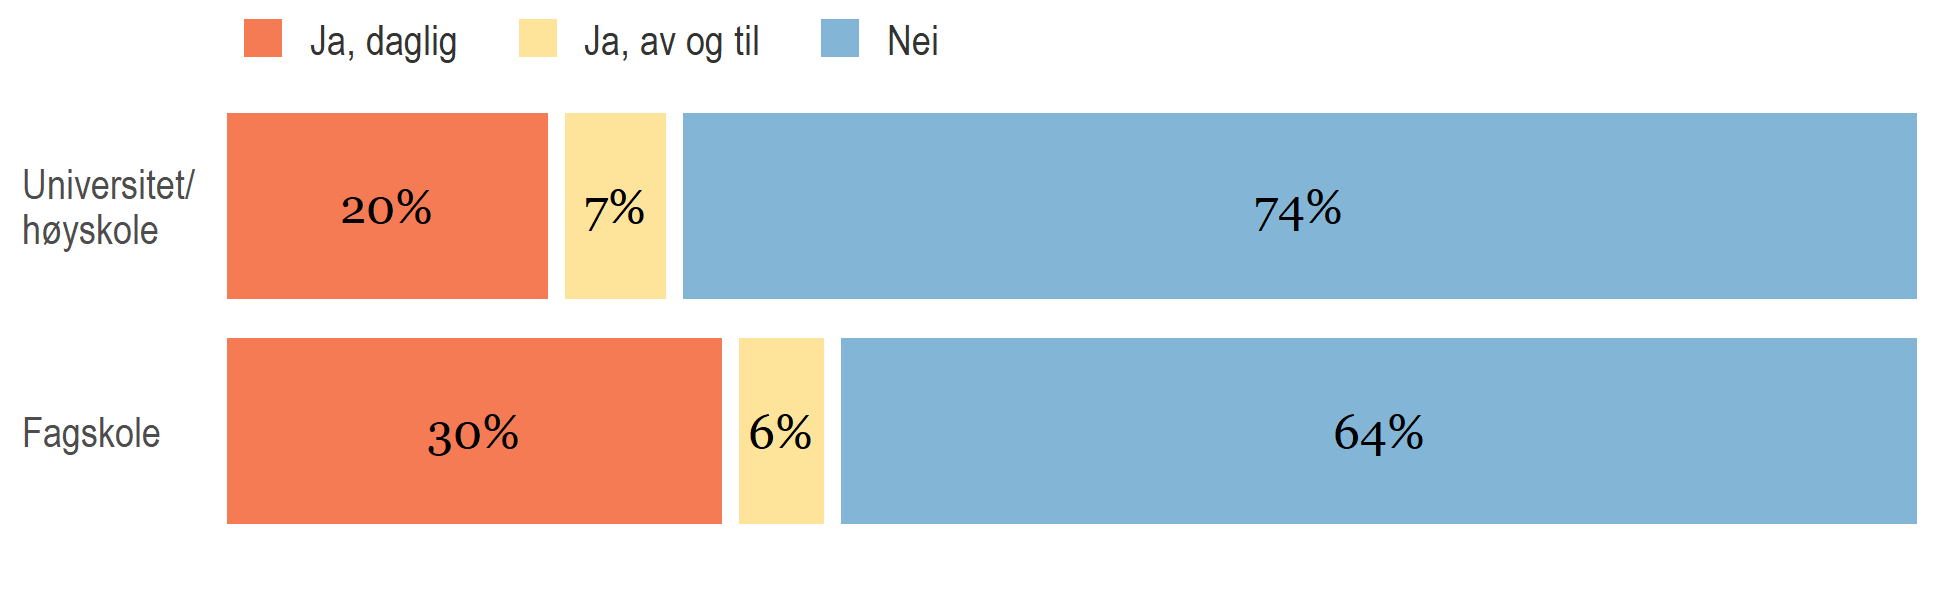 Ja, daglig Ja, av og til Nei
Universitet/
høyskole
20% 7% 74%
Fagskole
30% 6% 64%